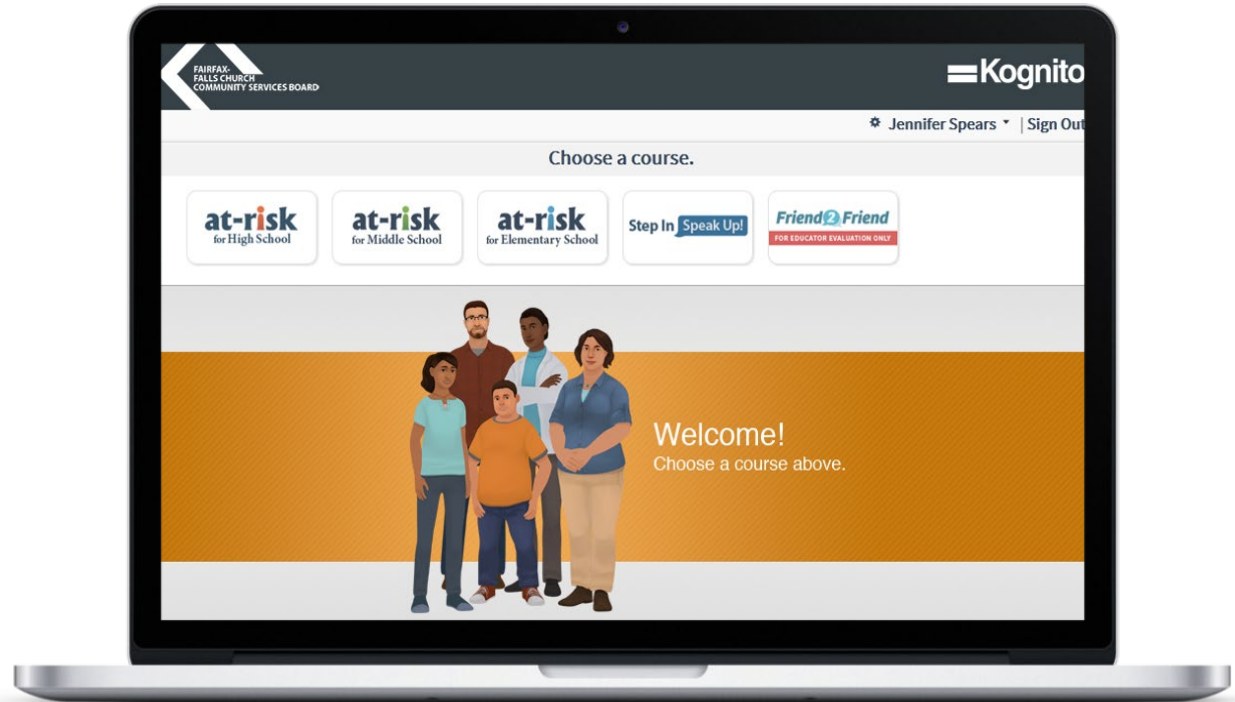 FAIRFAX-
FALLS CHURCH
COMMUNITY SERVICES BOARD
Kognito
Jennifer Spears | Sign Out
Choose a course.
at-risk
for High School
at-risk
for Middle School
at-risk
for Elementary School
Step In Speak Up!
Friend2Friend
FOR EDUCATOR EVALUATION ONLY
Welcome!
Choose a course above.